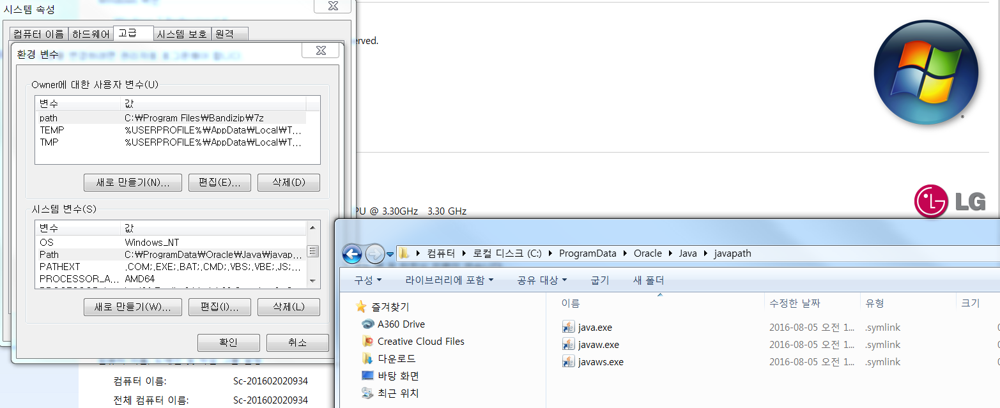 시스템 속성
컴퓨터 이름 하드웨어 고급 시스템 보호 원격
환경 변수
Owner에 대한 사용자 변수(U)
변수 값
path C:₩Program Files₩Bandizip₩7z
TEMP %USERPROFILE%₩AppData₩Local₩T...
TMP %USERPROFILE%₩AppData₩Local₩T...
새로 만들기(N)... 편집(E)... 삭제(D)
시스템 변수(S)
변수 값
OS Windows_NT
Path C:₩ProgramData₩Oracle₩Java₩javap...
PATHEXT .COM;.EXE;.BAT;.CMD;.VBS;.VBE;.JS;...
PROCESSOR_A... AMD64
새로 만들기(W)... 편집(I)... 삭제(L)
확인 취소
컴퓨터 이름: Sc-201602020934
전체 컴퓨터 이름: Sc-201602020934
erved.
PU @ 3.30GHz 3.30 GHz
LG
컴퓨터 로컬 디스크 (C:) ProgramData Oracle Java javapath
구성 라이브러리에 포함 공유 대상 굽기 새 폴더
즐겨찾기
A360 Drive
Creative Cloud Files
다운로드
바탕 화면
최근 위치
이름 수정한 날짜 유형 크기
java.exe 2016-08-05 오전 1... .symlink
javaw.exe 2016-08-05 오전 1... .symlink
javaws.exe 2016-08-05 오전 1... .symlink